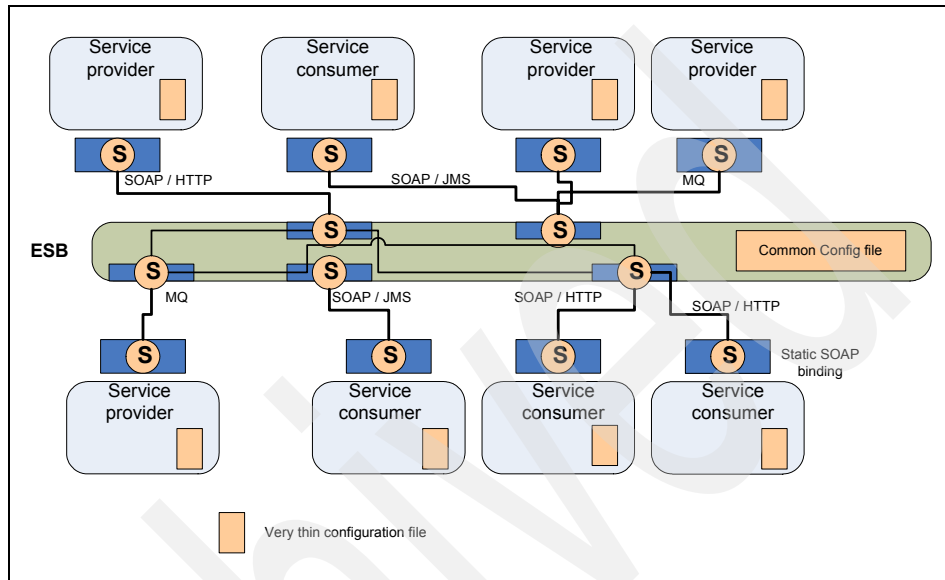 Service
provider
Service
consumer
Service
provider
Service
provider
S
S
S
S
SOAP / HTTP
SOAP / JMS
MQ
S
S
ESB
Common Config file
S
S
S
MQ
SOAP / JMS
SOAP / HTTP
SOAP / HTTP
S
S
S
S
Static SOAP
binding
Service
provider
Service
consumer
Service
consumer
Service
consumer
Very thin configuration file